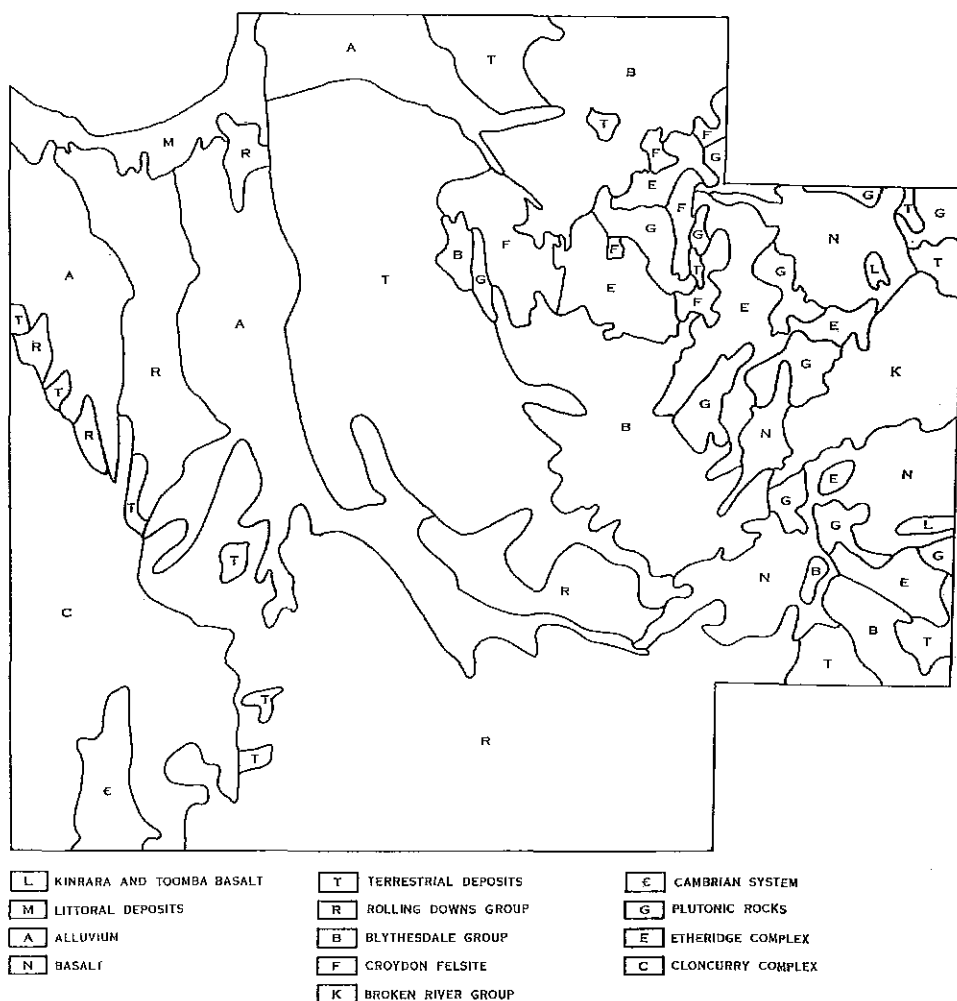 A
T
B
T
M
R
F
F
G
E
F
G
G
T
G
N
A
B
F
G
F
G
T
L
T
T
E
E
G
A
T
F
E
R
R
K
T
G
G
R
B
N
E
N
T
G
G
L
T
R
N
B
G
E
C
B
T
T
T
R
T
Є
L KINRARA AND TOOMBA BASALT
M LITTORAL DEPOSITS
A ALLUVIUM
N BASALT
T TERRESTRIAL DEPOSITS
R ROLLING DOWNS GROUP
B BLYTHESDALE GROUP
F CROYDON FELSITE
K BROKEN RIVER GROUP
Є CAMBRIAN SYSTEM
G PLUTONIC ROCKS
E ETHERIDGE COMPLEX
C CLONCURRY COMPLEX